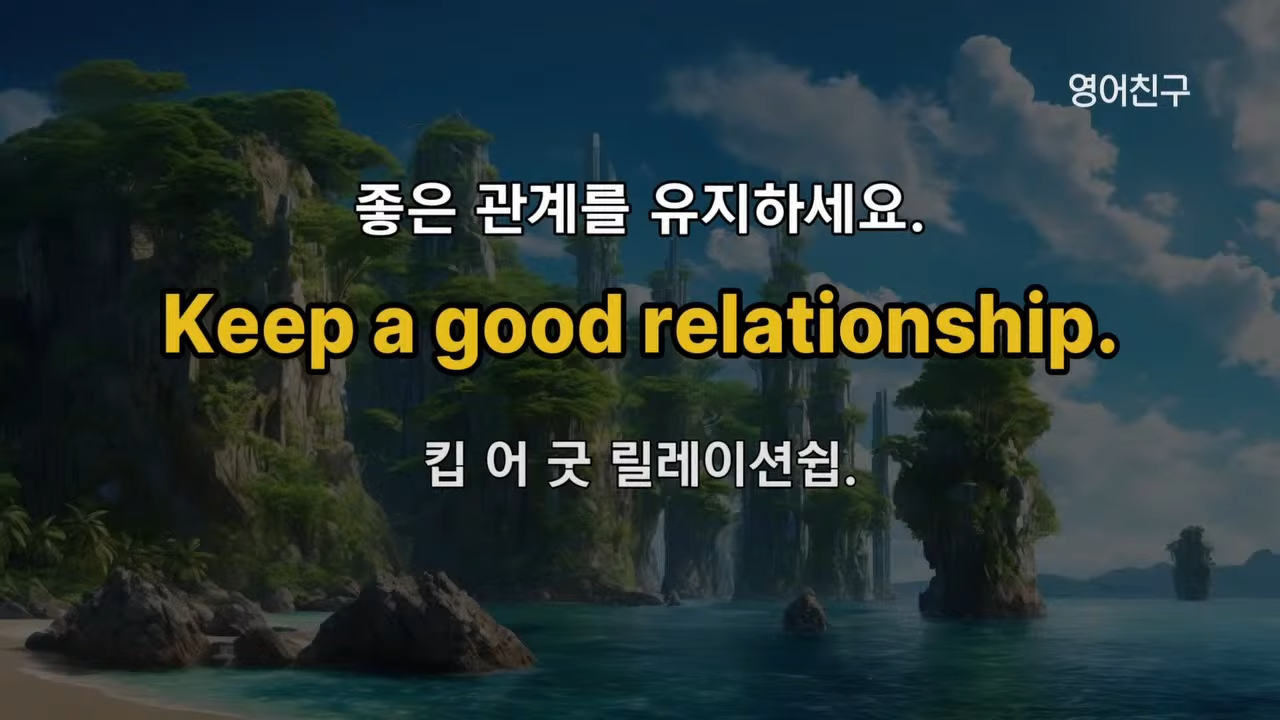 영어친구
좋은 관계를 유지하세요.
Keep a good relationship.
킵 어 굿 릴레이션쉽.